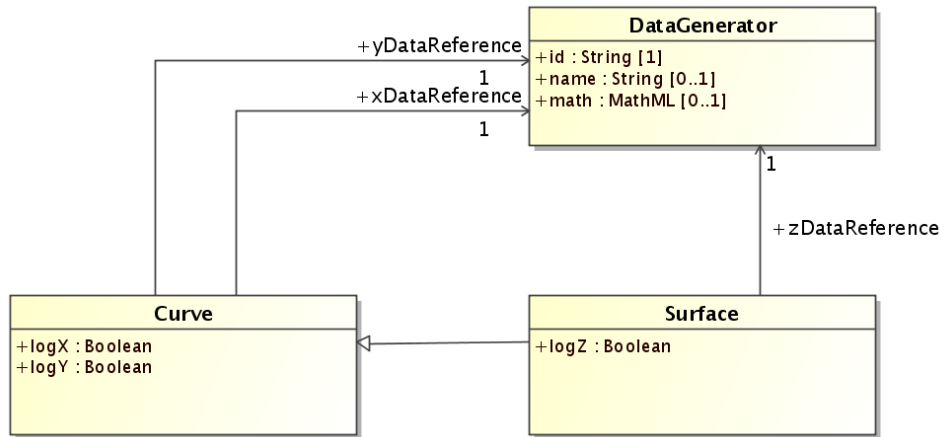 DataGenerator
+id : String [1]
+name : String [0..1]
+math : MathML [0..1]
+yDataReference
1
+xDataReference
1
1
+zDataReference
Curve
+logX : Boolean
+logY : Boolean
Surface
+logZ : Boolean